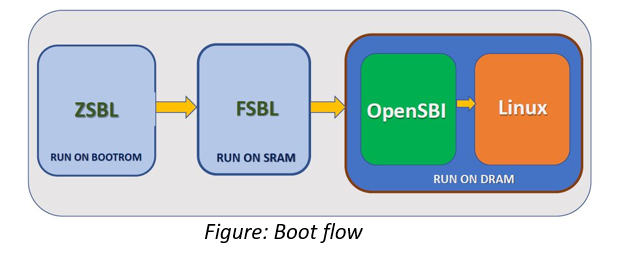 ZSBL
RUN ON BOOTROM
FSBL
RUN ON SRAM
OpenSBI
Linux
RUN ON DRAM
Figure: Boot flow